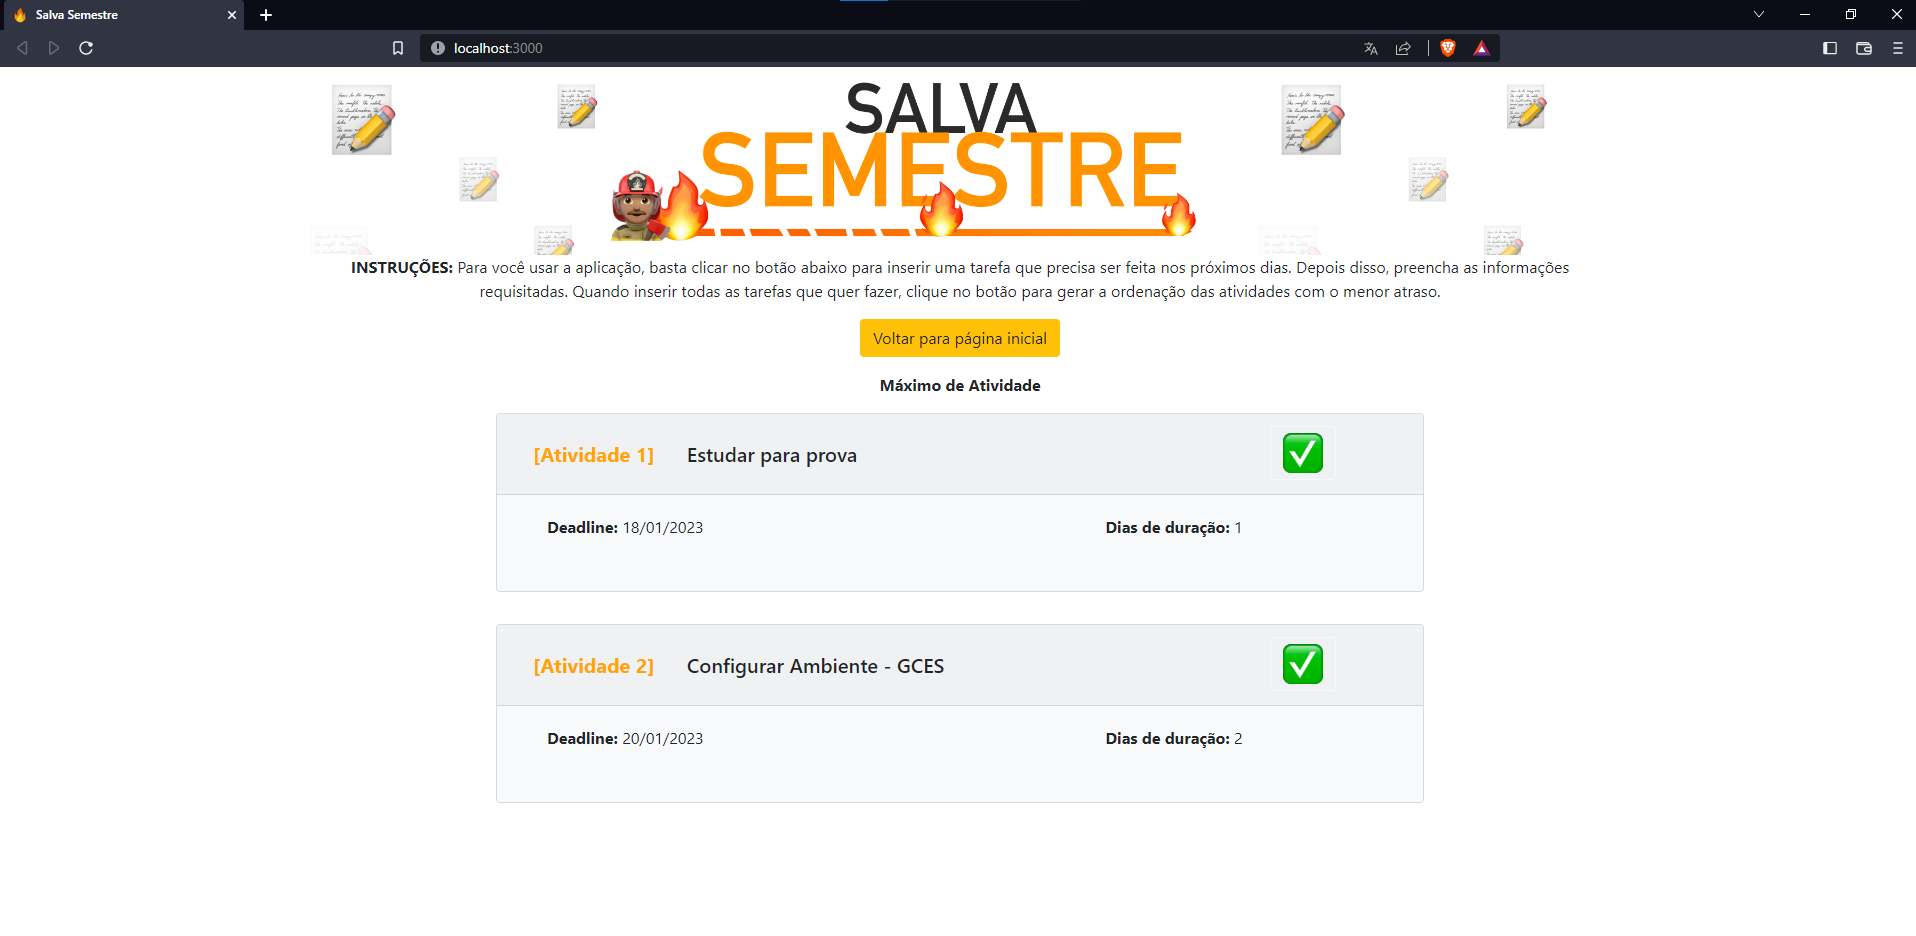 Salva Semestre
localhost:3000
SALVA
SEMESTRE
INSTRUÇÕES: Para você usar a aplicação, basta clicar no botão abaixo para inserir uma tarefa que precisa ser feita nos próximos dias. Depois disso, preencha as informações
requisitadas. Quando inserir todas as tarefas que quer fazer, clique no botão para gerar a ordenação das atividades com o menor atraso.
Voltar para página inicial
Máximo de Atividade
[Atividade 1] Estudar para prova
Deadline: 18/01/2023 Dias de duração: 1
[Atividade 2] Configurar Ambiente - GCES
Deadline: 20/01/2023 Dias de duração: 2